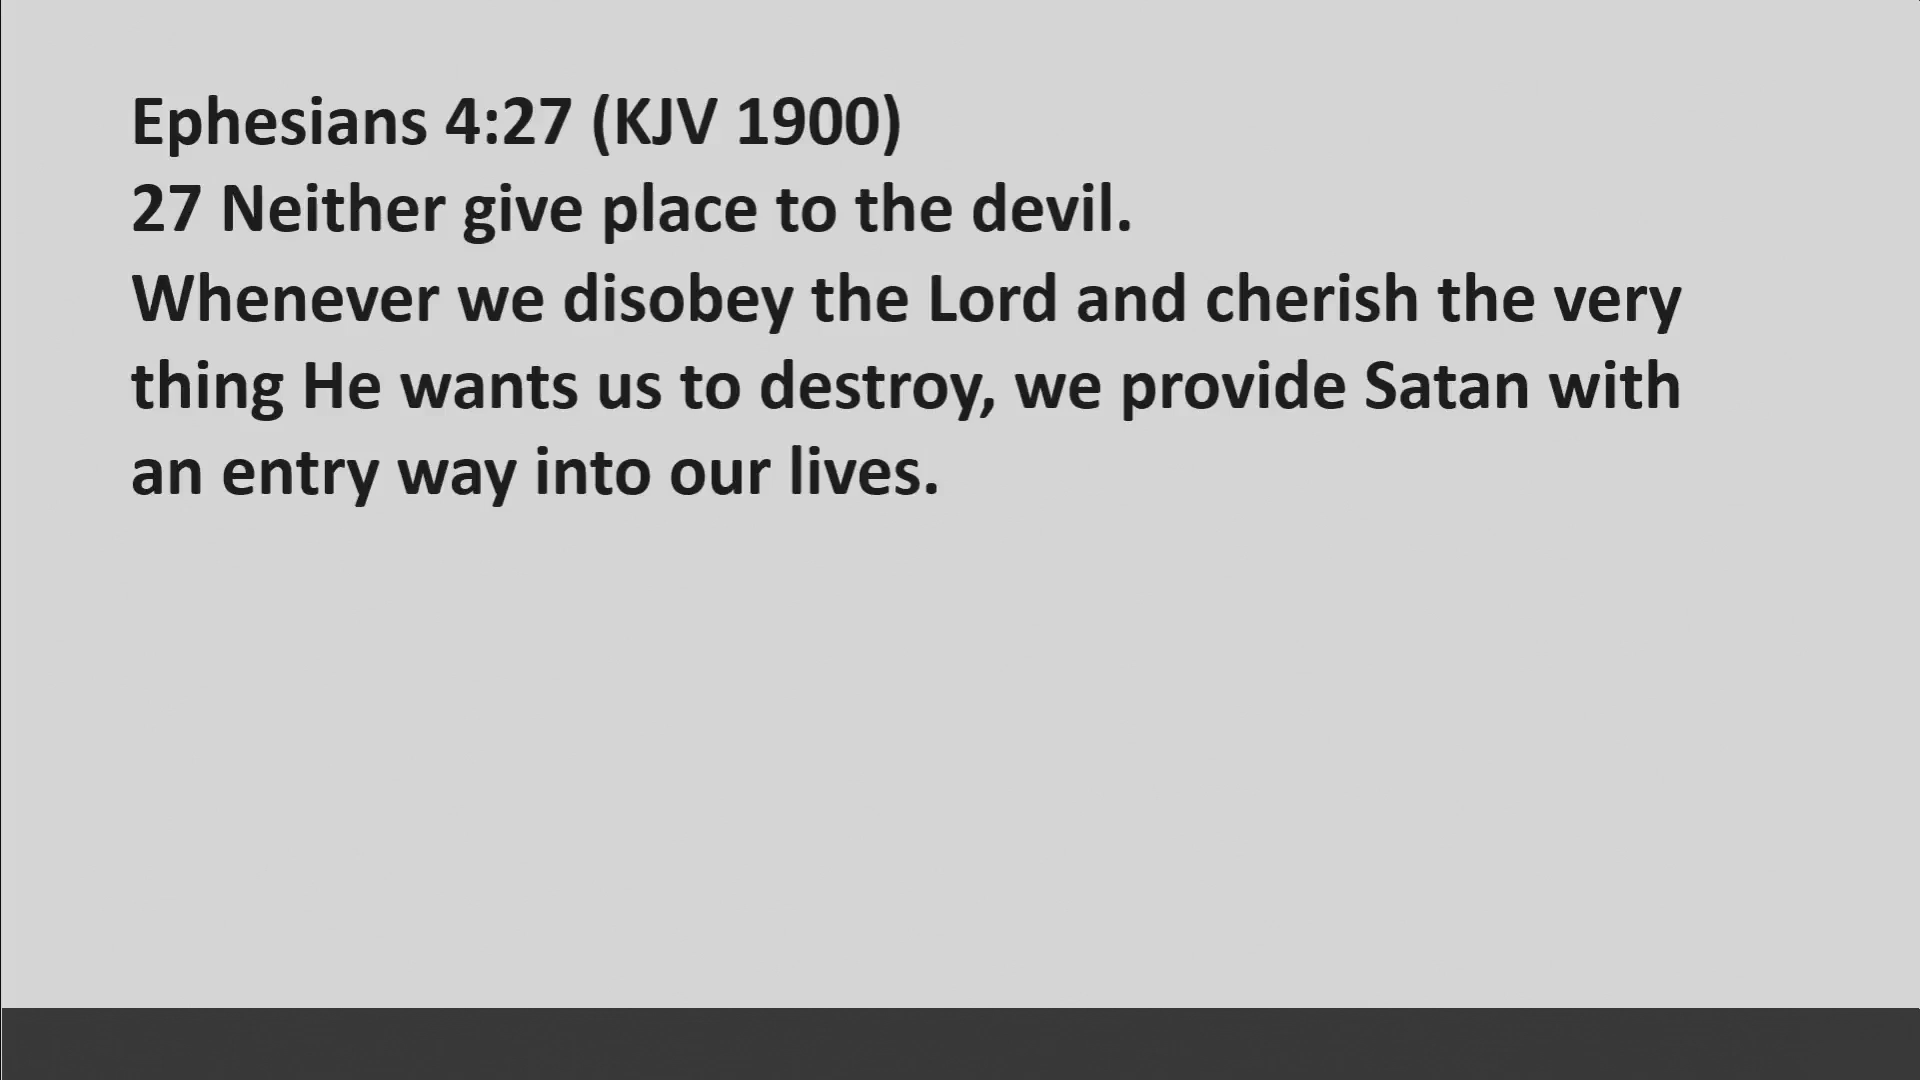 Ephesians 4:27 (KJV 1900)
27 Neither give place to the devil.
Whenever we disobey the Lord and cherish the very
thing He wants us to destroy, we provide Satan with
an entry way into our lives.